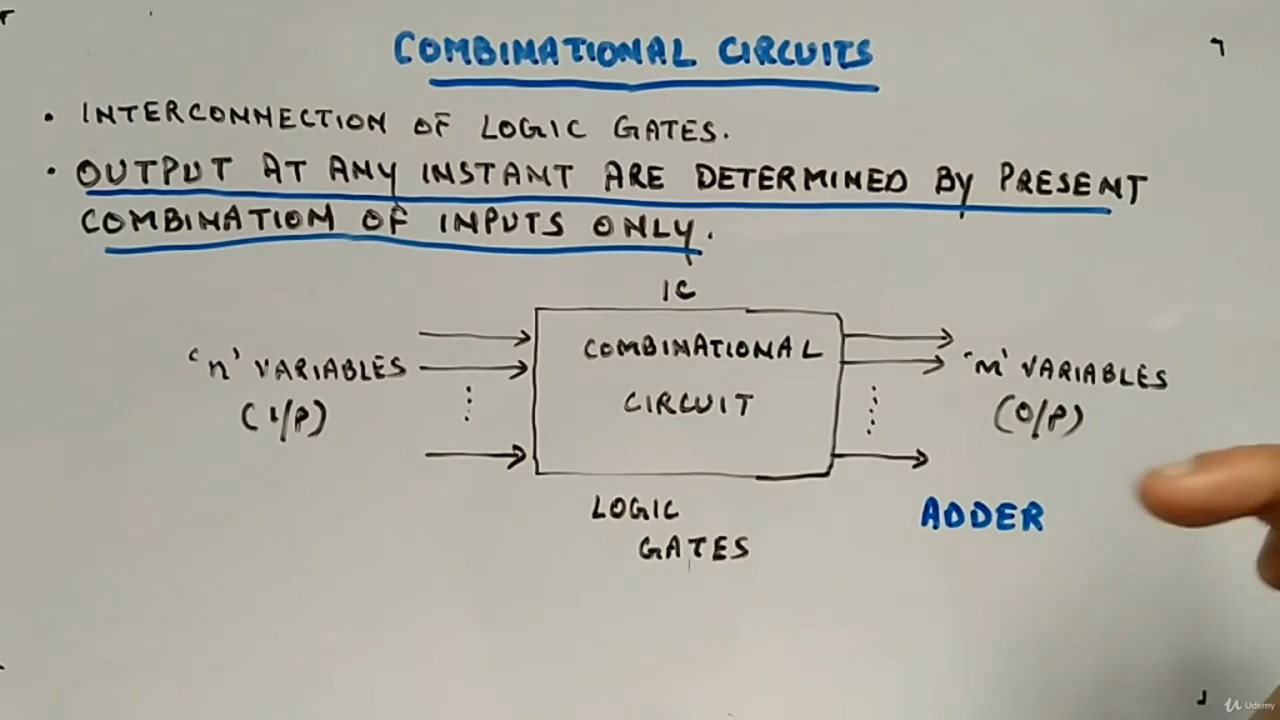 COMBINATIONAL CIRCUITS
• INTERCONNECTION OF LOGIC GATES.
• OUTPUT AT ANY INSTANT ARE DETERMINED BY PRESENT
COMBINATION OF INPUTS ONLY.
IC
'n' VARIABLES
(I/P)
COMBINATIONAL
CIRCUIT
'm' VARIABLES
(O/P)
LOGIC
GATES
ADDER
Udemy